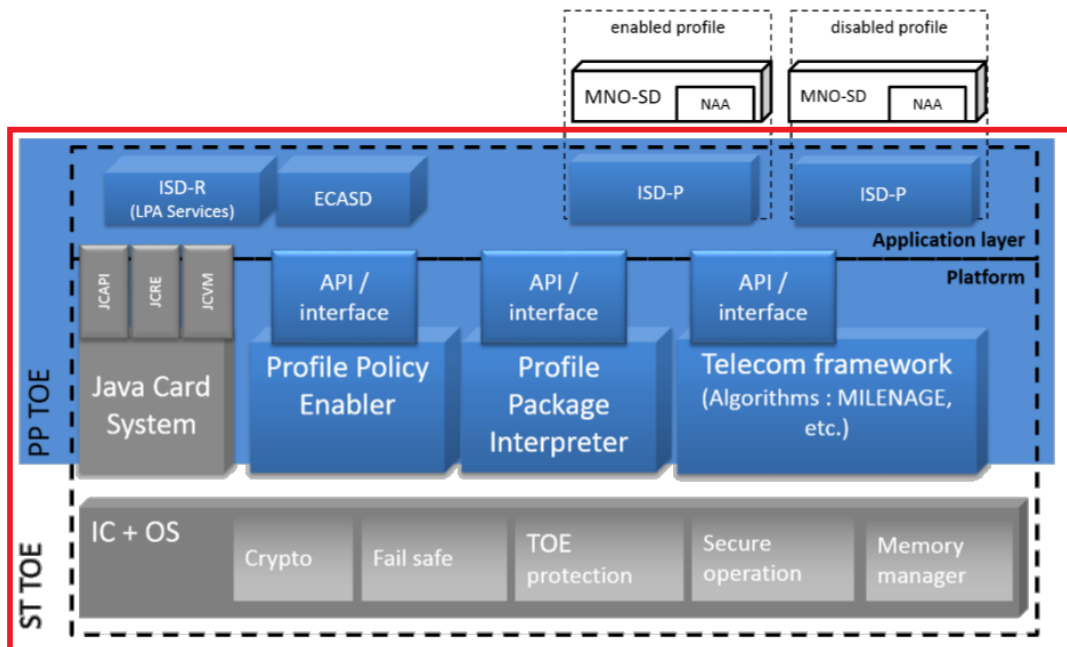 enabled profile
disabled profile
MNO-SD
NAA
MNO-SD
NAA
ISD-R
(LPA Services)
ECASD
ISD-P
ISD-P
Application layer
Platform
JCAPI
JCRE
JCVM
API /
interface
API /
interface
API /
interface
Java Card
System
Profile Policy
Enabler
Profile
Package
Interpreter
Telecom framework
(Algorithms : MILENAGE,
etc.)
PP TOE
IC + OS
Crypto
Fail safe
TOE
protection
Secure
operation
Memory
manager
ST TOE